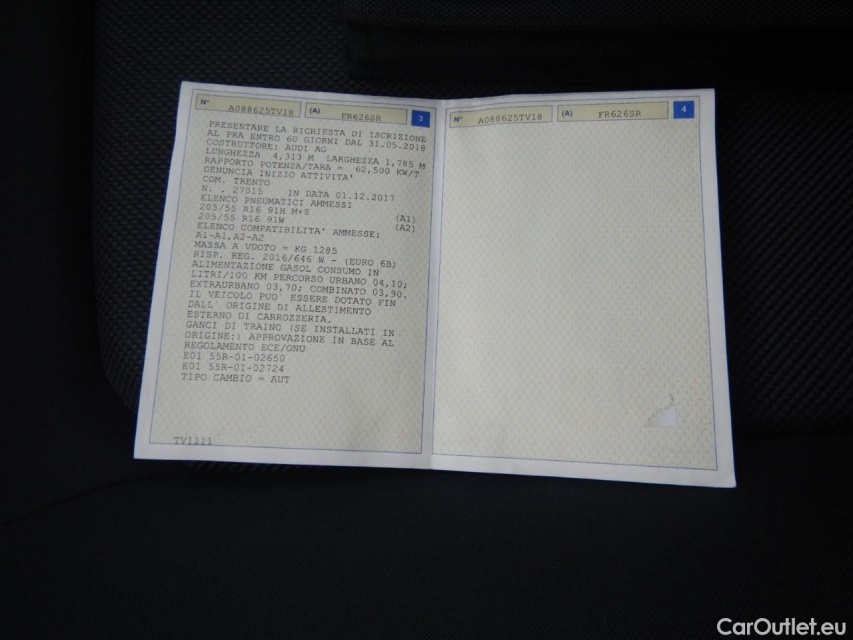 N° A088625TV18 (A) FR626SR 3
PRESENTARE LA RICHIESTA DI ISCRIZIONE
AL PRA ENTRO 60 GIORNI DAL 31.05.2018
COSTRUTTORE: AUDI AG
LUNGHEZZA 4,313 M LARGHEZZA 1,785 M
RAPPORTO POTENZA/TARA = 62,500 KW/T
DENUNCIA INIZIO ATTIVITA'
COM. TRENTO
N. . 27015 IN DATA 01.12.2017
ELENCO PNEUMATICI AMMESSI
205/55 R16 91H M+S (A1)
205/55 R16 91W (A2)
ELENCO COMPATIBILITA' AMMESSE:
A1-A1,A2-A2
MASSA A VUOTO = KG 1285
RISP. REG. 2016/646 W - (EURO 6B)
ALIMENTAZIONE GASOL CONSUMO IN
LITRI/100 KM PERCORSO URBANO 04,10;
EXTRAURBANO 03,70; COMBINATO 03,90.
IL VEICOLO PUO' ESSERE DOTATO FIN
DALL' ORIGINE DI ALLESTIMENTO
ESTERNO DI CARROZZERIA.
GANCI DI TRAINO (SE INSTALLATI IN
ORIGINE:) APPROVAZIONE IN BASE AL
REGOLAMENTO ECE/ONU
E01 55R-01-02650
E01 55R-01-02724
TIPO CAMBIO = AUT
TV1111
N° A088625TV18 (A) FR626SR 4
CarOutlet.eu